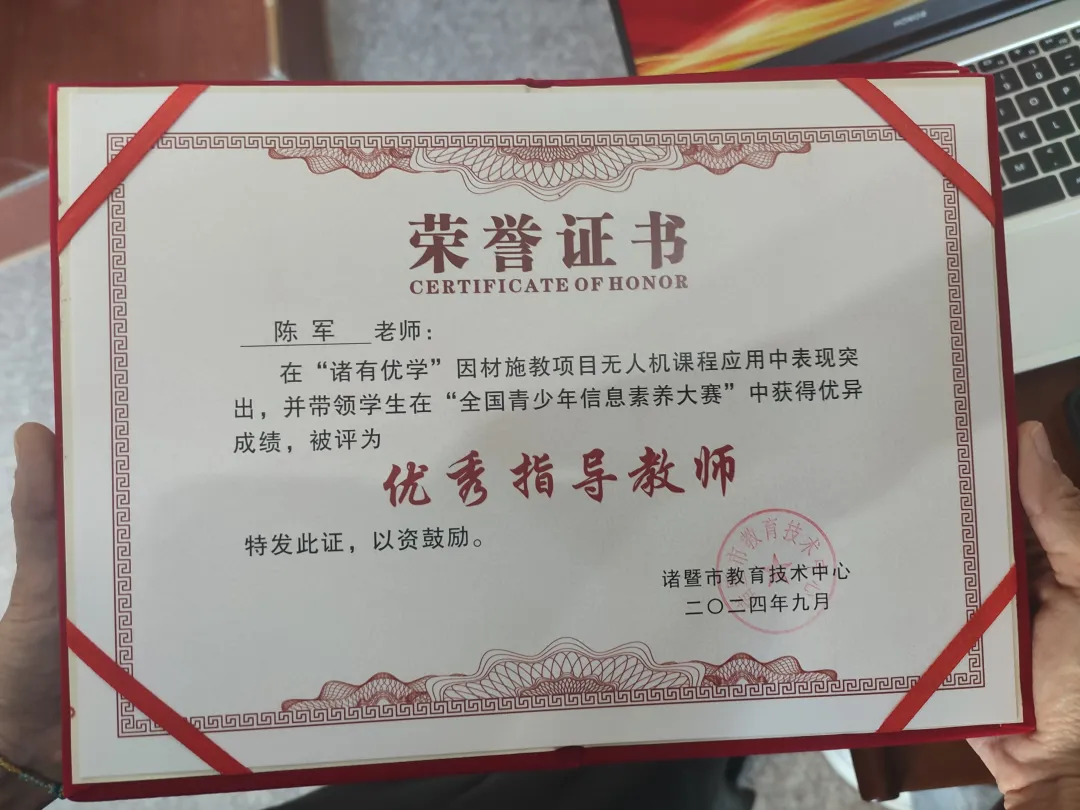 荣誉证书
CERTIFICATE OF HONOR
陈军 老师：
在“诸有优学”因材施教项目无人机课程应用中表现突
出，并带领学生在“全国青少年信息素养大赛”中获得优异
成绩，被评为
优秀指导教师
特发此证，以资鼓励。
诸暨市教育技术中心
二〇二四年九月